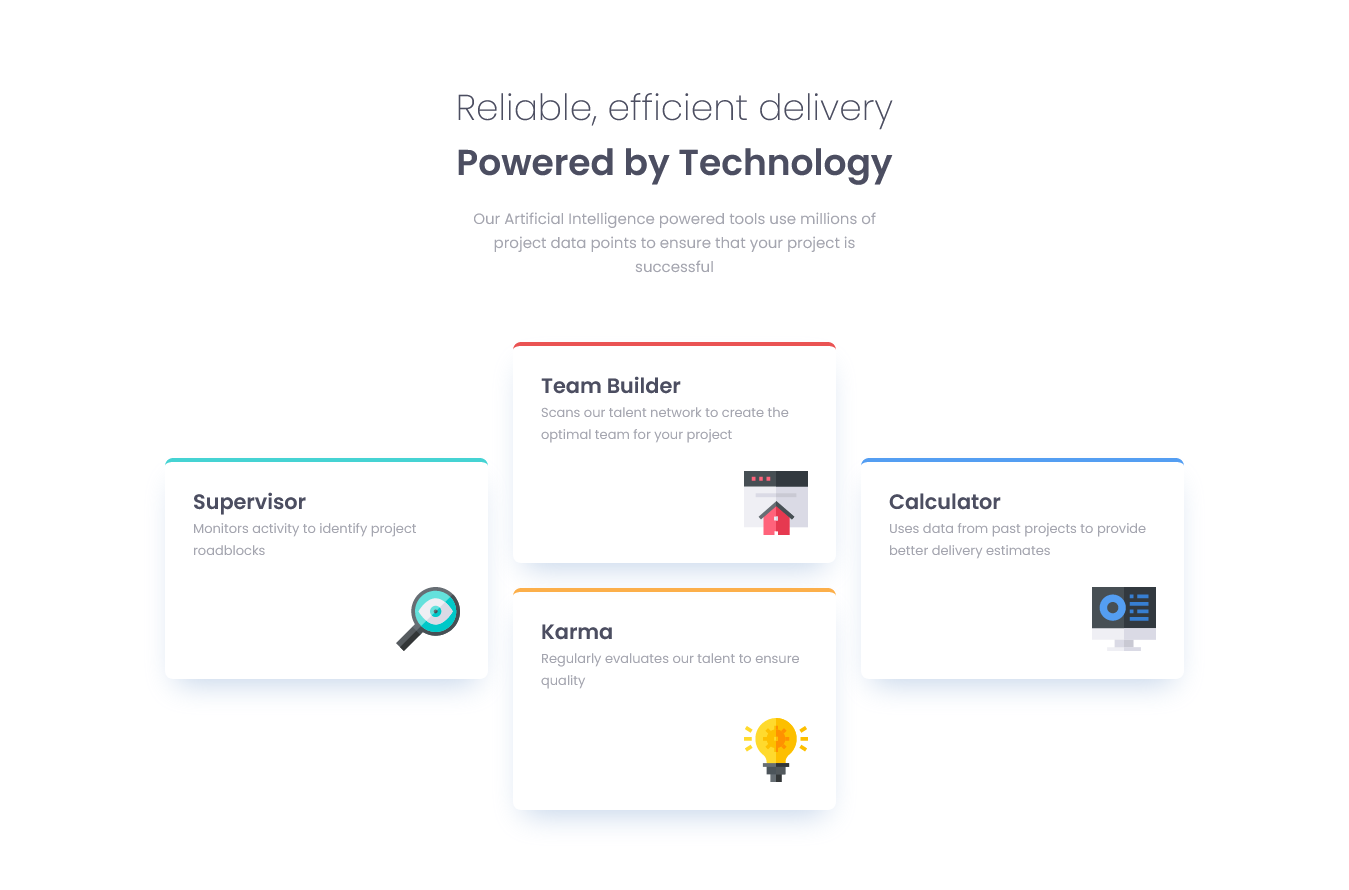 Reliable, efficient delivery
Powered by Technology
Our Artificial Intelligence powered tools use millions of
project data points to ensure that your project is
successful
Supervisor
Monitors activity to identify project
roadblocks
Team Builder
Scans our talent network to create the
optimal team for your project
Karma
Regularly evaluates our talent to ensure
quality
Calculator
Uses data from past projects to provide
better delivery estimates